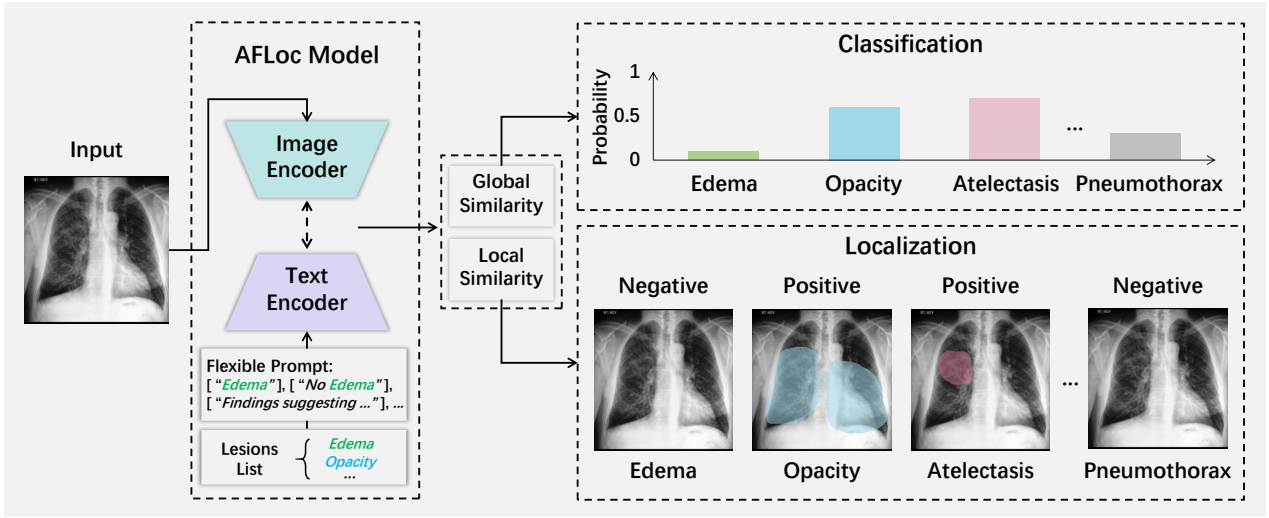 Input
AFLoc Model
Image
Encoder
Text
Encoder
Flexible Prompt:
[ “Edema”], [ “No Edema”],
[ “Findings suggesting ...”], ...
Lesions
List
Edema
Opacity
...
Global
Similarity
Local
Similarity
Classification
Probability
1
0.5
0
...
Edema Opacity Atelectasis Pneumothorax
Localization
Negative Positive Positive Negative
...
Edema Opacity Atelectasis Pneumothorax